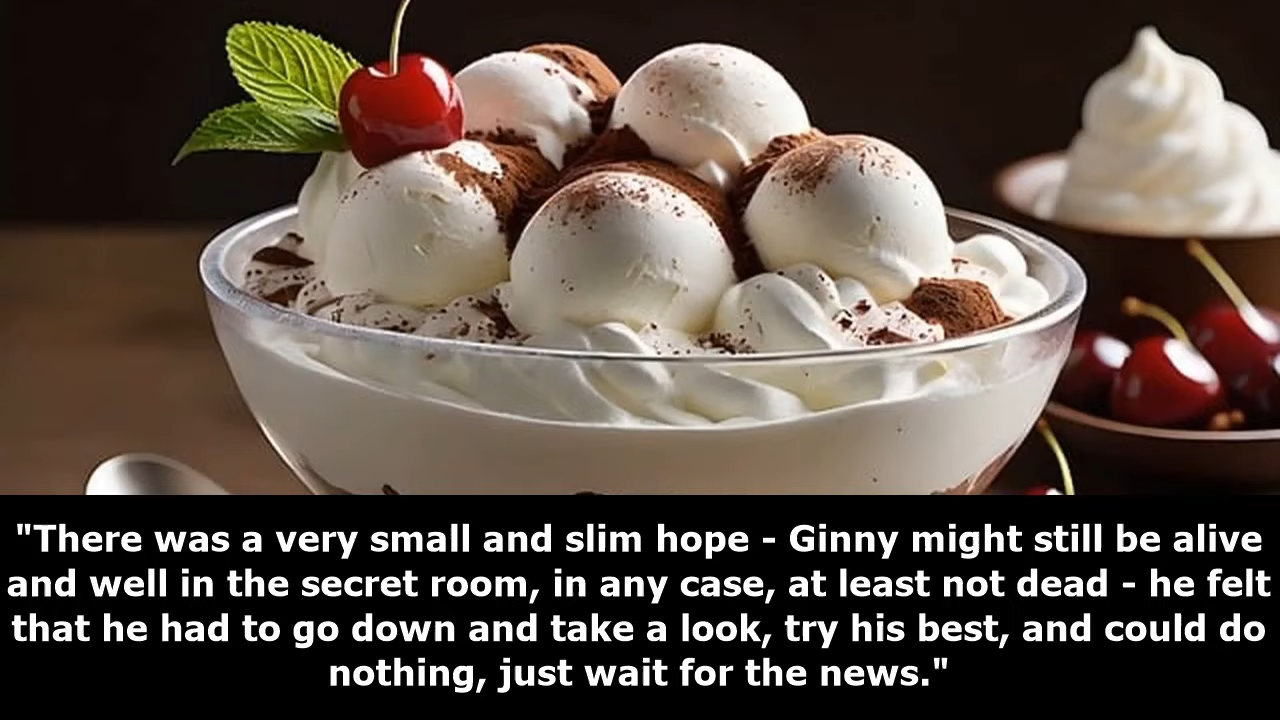 "There was a very small and slim hope - Ginny might still be alive
and well in the secret room, in any case, at least not dead - he felt
that he had to go down and take a look, try his best, and could do
nothing, just wait for the news."